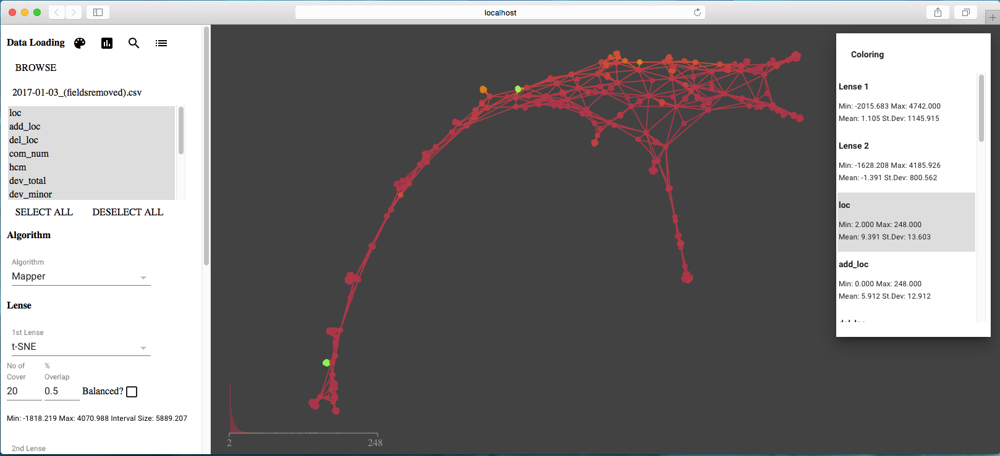 localhost
Data Loading
BROWSE
2017-01-03_(fieldsremoved).csv
loc
add_loc
del_loc
com_num
hcm
dev_total
dev_minor
SELECT ALL DESELECT ALL
Algorithm
Algorithm
Mapper
Lense
1st Lense
t-SNE
No of Cover % Overlap
20 0.5 Balanced?
Min: -1818.219 Max: 4070.988 Interval Size: 5889.207
2nd Lense
2 248
Coloring
Lense 1
Min: -2015.683 Max: 4742.000
Mean: 1.105 St.Dev: 1145.915
Lense 2
Min: -1628.208 Max: 4185.926
Mean: -1.391 St.Dev: 800.562
loc
Min: 2.000 Max: 248.000
Mean: 9.391 St.Dev: 13.603
add_loc
Min: 0.000 Max: 248.000
Mean: 5.912 St.Dev: 12.912